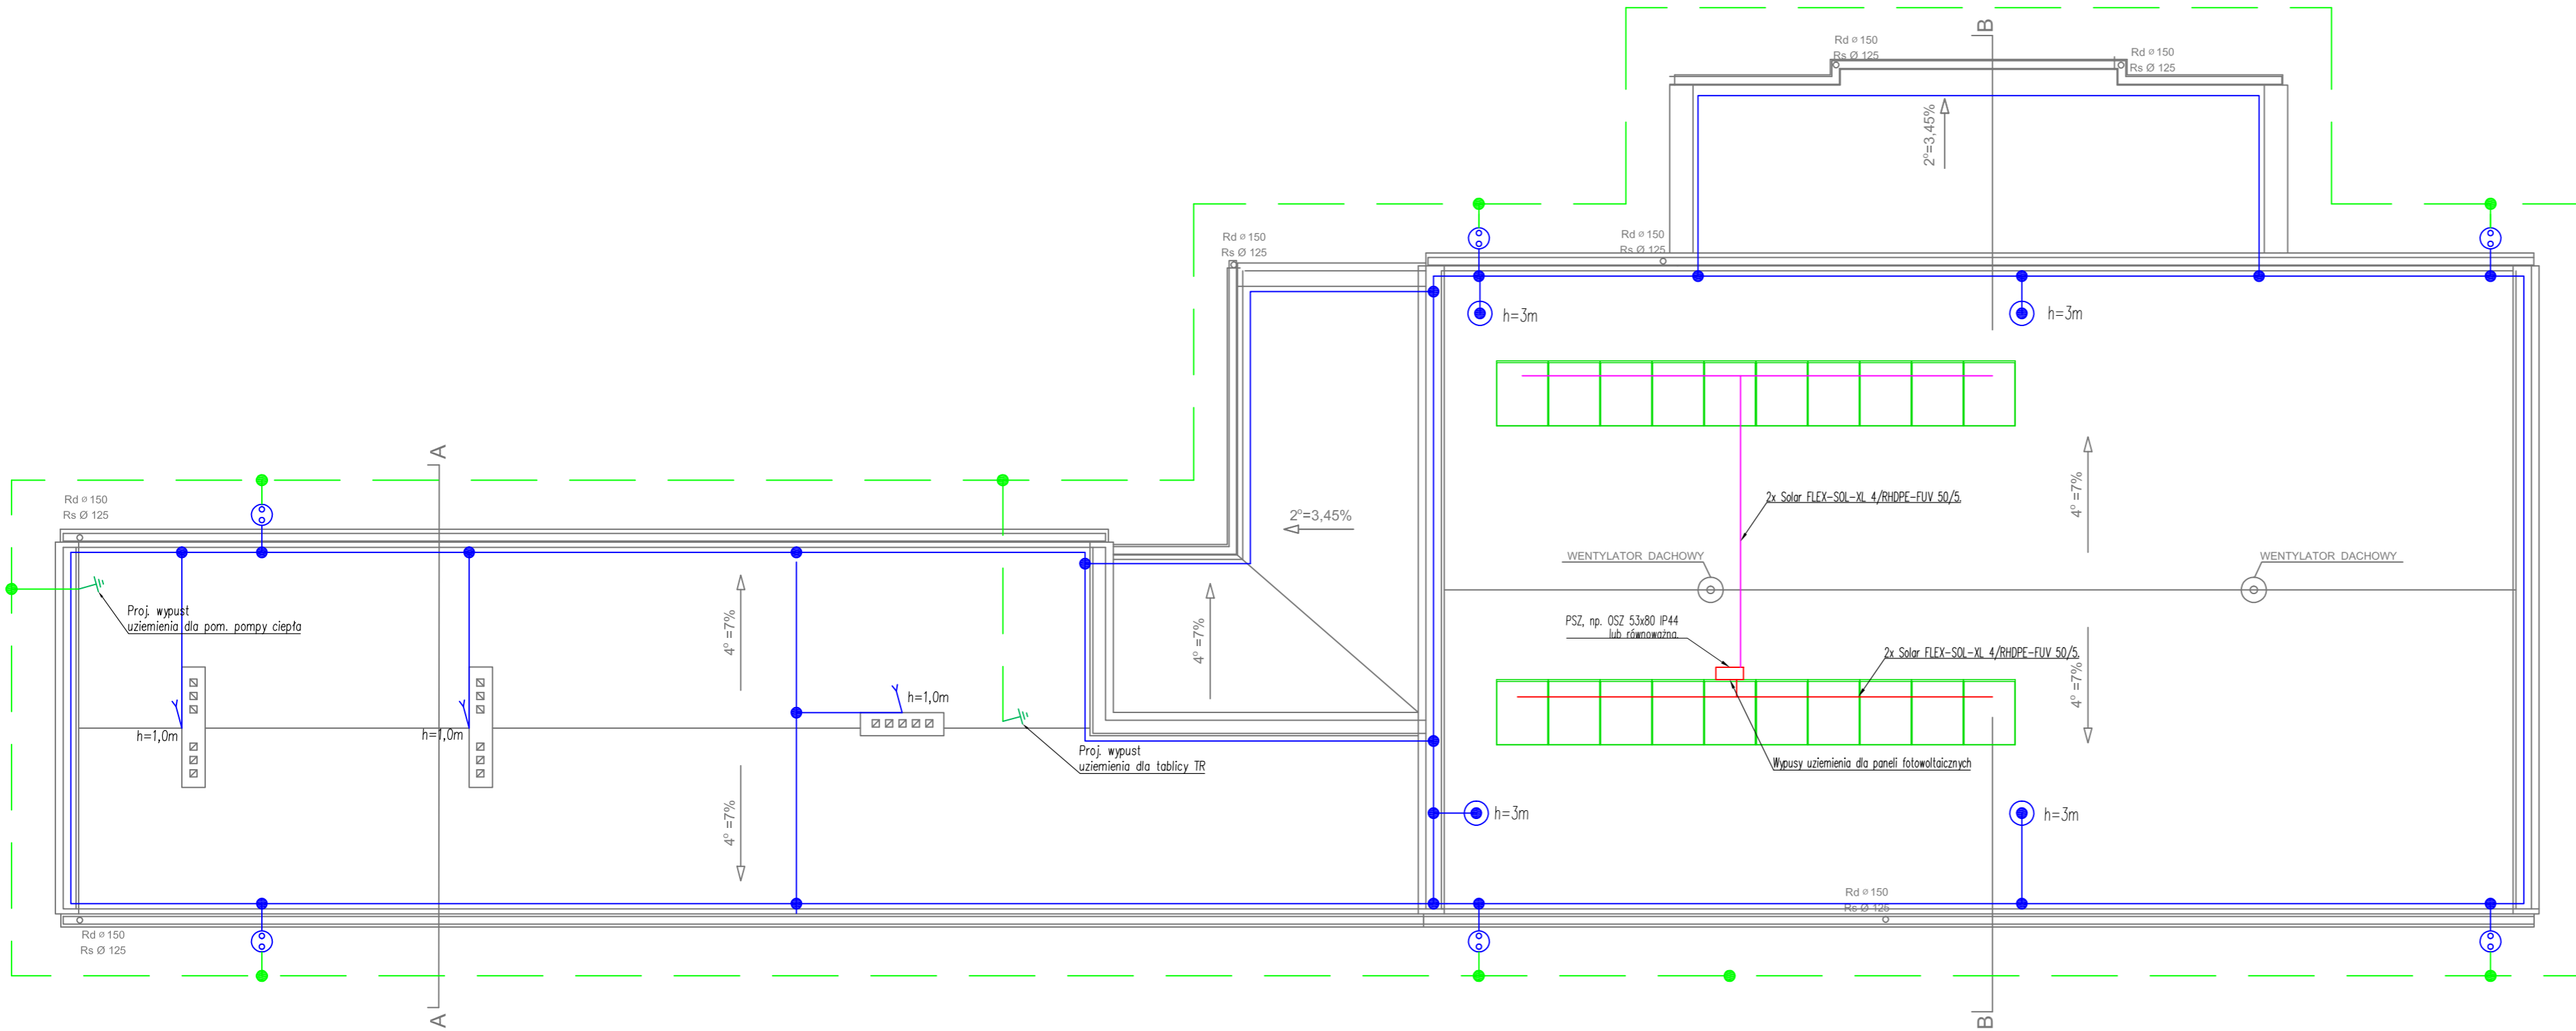 B
Rd ø 150
Rs Ø 125
Rd ø 150
Rs Ø 125
2°=3,45%
Rd ø 150
Rs Ø 125
Rd ø 150
Rs Ø 125
h=3m
h=3m
A
Rd ø 150
Rs Ø 125
2°=3,45%
2x Solar FLEX-SOL-XL 4/RHDPE-FUV 50/5.
4° =7%
WENTYLATOR DACHOWY
WENTYLATOR DACHOWY
Proj. wypust
uziemienia dla pom. pompy ciepła
4° =7%
4° =7%
PSZ, np. OSZ 53x80 IP44
lub równoważna.
2x Solar FLEX-SOL-XL 4/RHDPE-FUV 50/5.
4° =7%
h=1,0m
h=1,0m
h=1,0m
Proj. wypust
uziemienia dla tablicy TR
Wypusy uziemienia dla paneli fotowoltaicznych
4° =7%
h=3m
h=3m
Rd ø 150
Rs Ø 125
Rd ø 150
Rs Ø 125
A
B